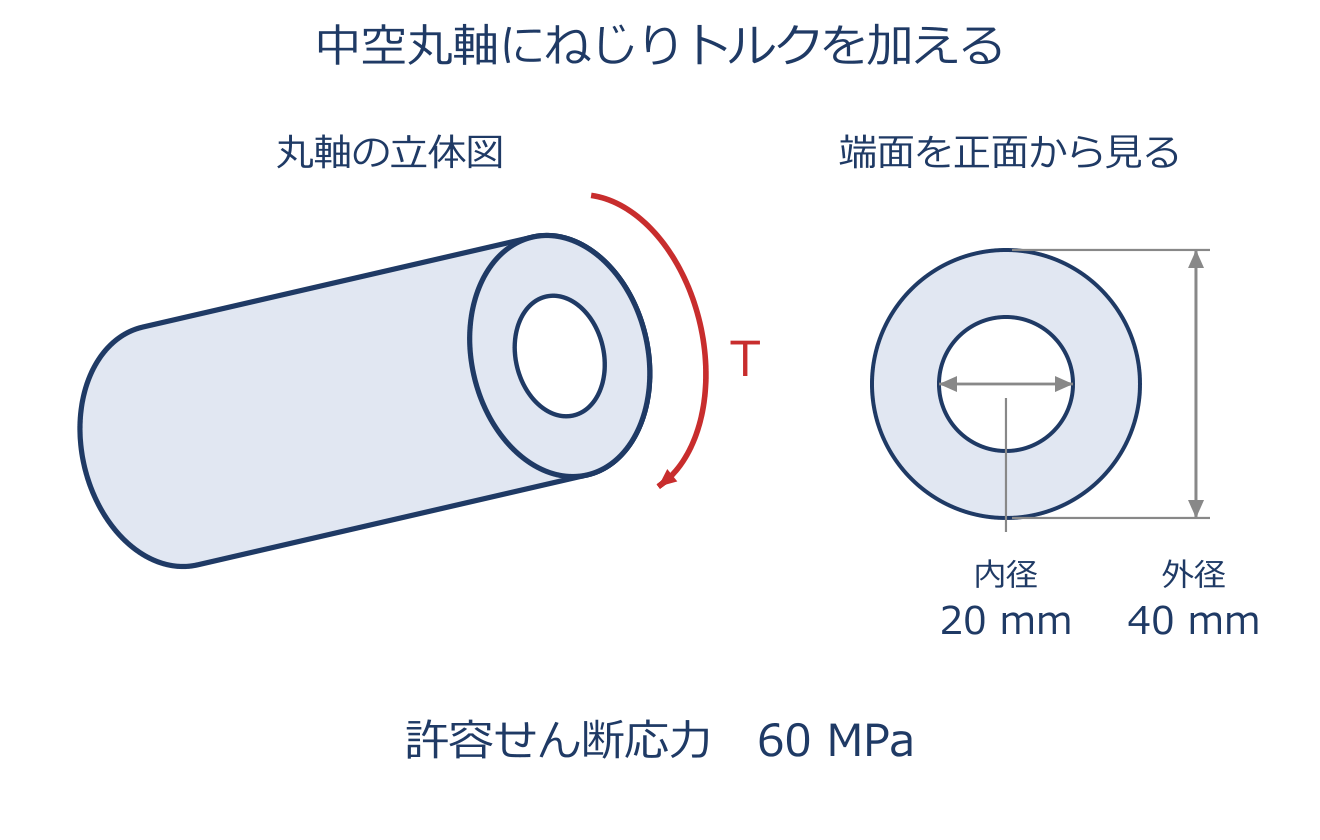 中空丸軸にねじりトルクを加える
丸軸の立体図
端面を正面から見る
T
内径
20 mm
外径
40 mm
許容せん断応力　60 MPa